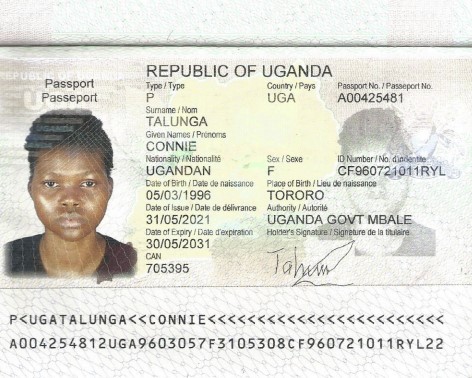 REPUBLIC OF UGANDA
Passport
Passeport
Type / Type Country / Pays Passport No. / Passeport No.
P UGA A00425481
Surname / Nom
TALUNGA
Given Names / Prénoms
CONNIE
Nationality / Nationalité Sex / Sexe ID Number / No. d'identité
UGANDAN F CF960721011RYL
Date of Birth / Date de naissance Place of Birth / Lieu de naissance
05/03/1996 TORORO
Date of Issue / Date de délivrance Authority / Autorité
31/05/2021 UGANDA GOVT MBALE
Date of Expiry / Date d'expiration Holder's Signature / Signature de la titulaire
30/05/2031
CAN
705395
P<UGATALUNGA<<CONNIE<<<<<<<<<<<<<<<<<<<<<<<<
A004254812UGA9603057F3105308CF960721011RYL22